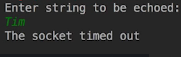 Enter string to be echoed:
Tim
The socket timed out